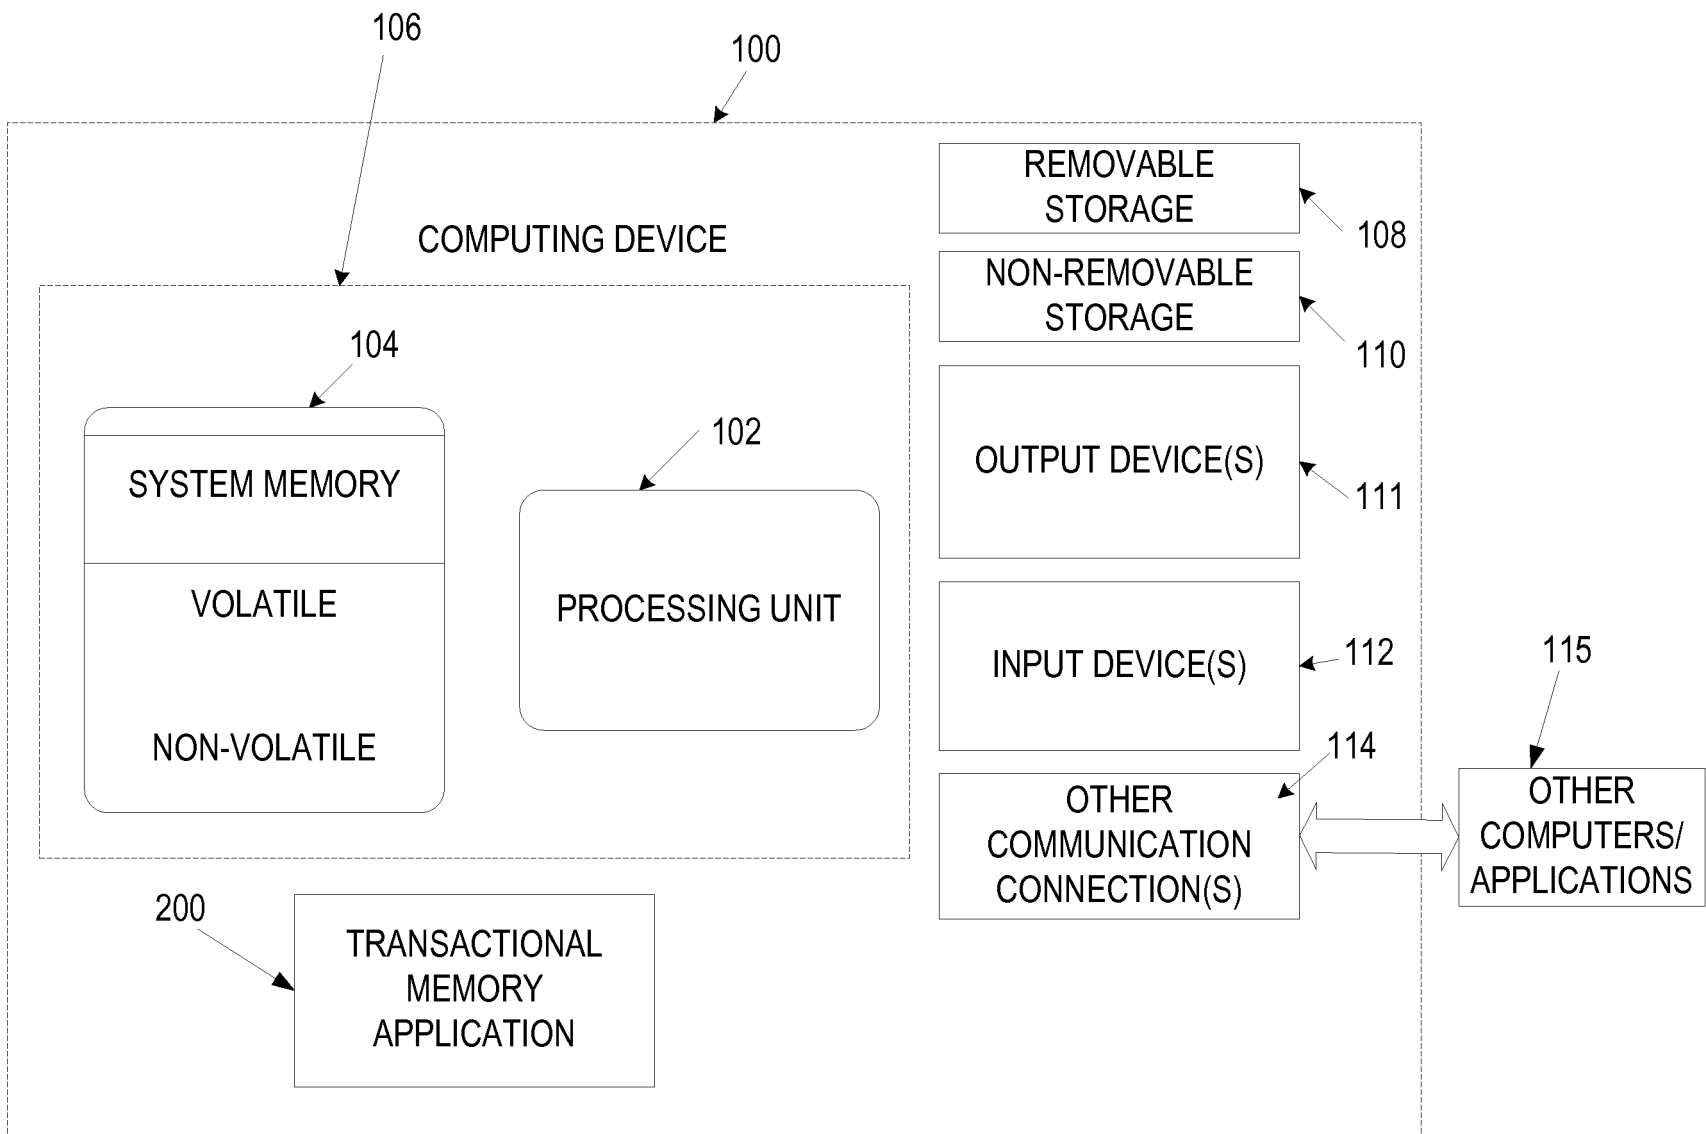 106
100
REMOVABLE
STORAGE
108
COMPUTING DEVICE
NON-REMOVABLE
STORAGE
110
104
102
SYSTEM MEMORY
OUTPUT DEVICE(S)
111
VOLATILE
PROCESSING UNIT
INPUT DEVICE(S)
112
115
NON-VOLATILE
114
OTHER
COMMUNICATION
CONNECTION(S)
OTHER
COMPUTERS/
APPLICATIONS
200
TRANSACTIONAL
MEMORY
APPLICATION